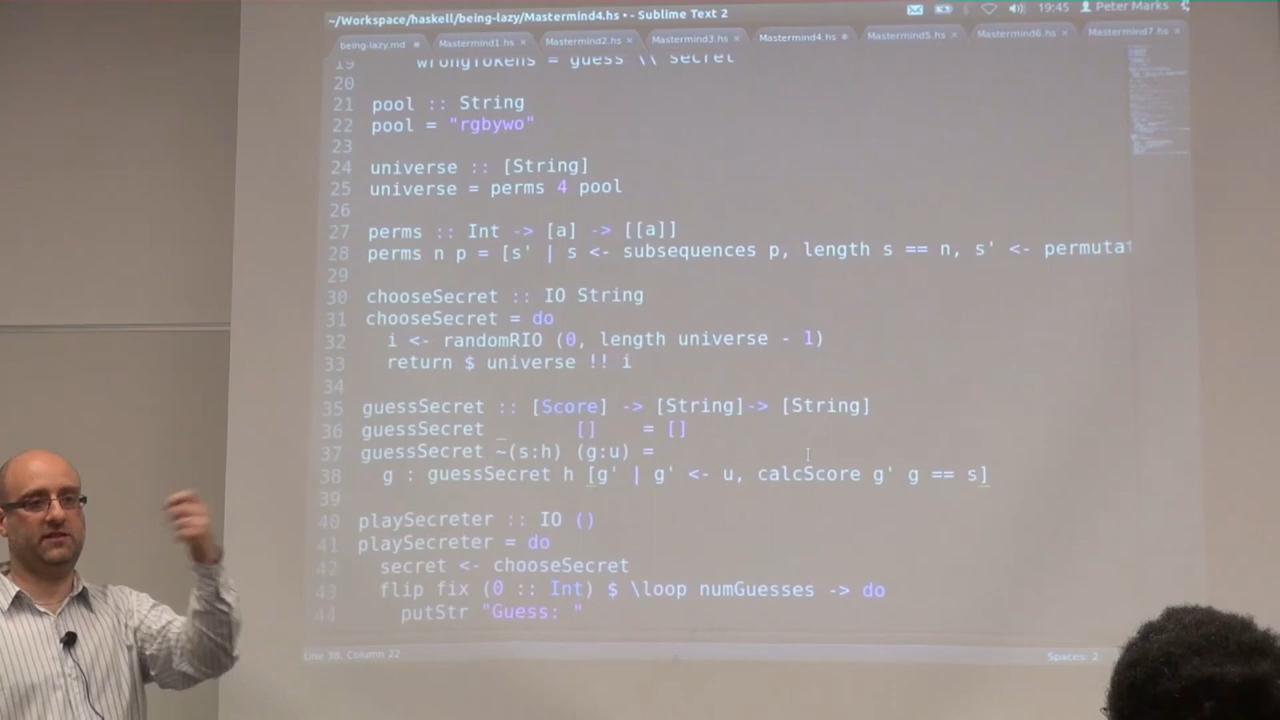 ~/Workspace/haskell/being-lazy/Mastermind4.hs • - Sublime Text 2
19:45 Peter Marks
being-lazy.md Mastermind1.hs × Mastermind2.hs × Mastermind3.hs × Mastermind4.hs Mastermind5.hs × Mastermind6.hs × Mastermind7.hs ×
19 wrongTokens = guess \\ secret
20
21 pool :: String
22 pool = "rgbywo"
23
24 universe :: [String]
25 universe = perms 4 pool
26
27 perms :: Int -> [a] -> [[a]]
28 perms n p = [s' | s <- subsequences p, length s == n, s' <- permutat
29
30 chooseSecret :: IO String
31 chooseSecret = do
32 i <- randomRIO (0, length universe - 1)
33 return $ universe !! i
34
35 guessSecret :: [Score] -> [String]-> [String]
36 guessSecret _ [] = []
37 guessSecret ~(s:h) (g:u) =
38 g : guessSecret h [g' | g' <- u, calcScore g' g == s]
39
40 playSecreter :: IO ()
41 playSecreter = do
42 secret <- chooseSecret
43 flip fix (0 :: Int) $ \loop numGuesses -> do
44 putStr "Guess: "
Line 38, Column 22
Spaces: 2